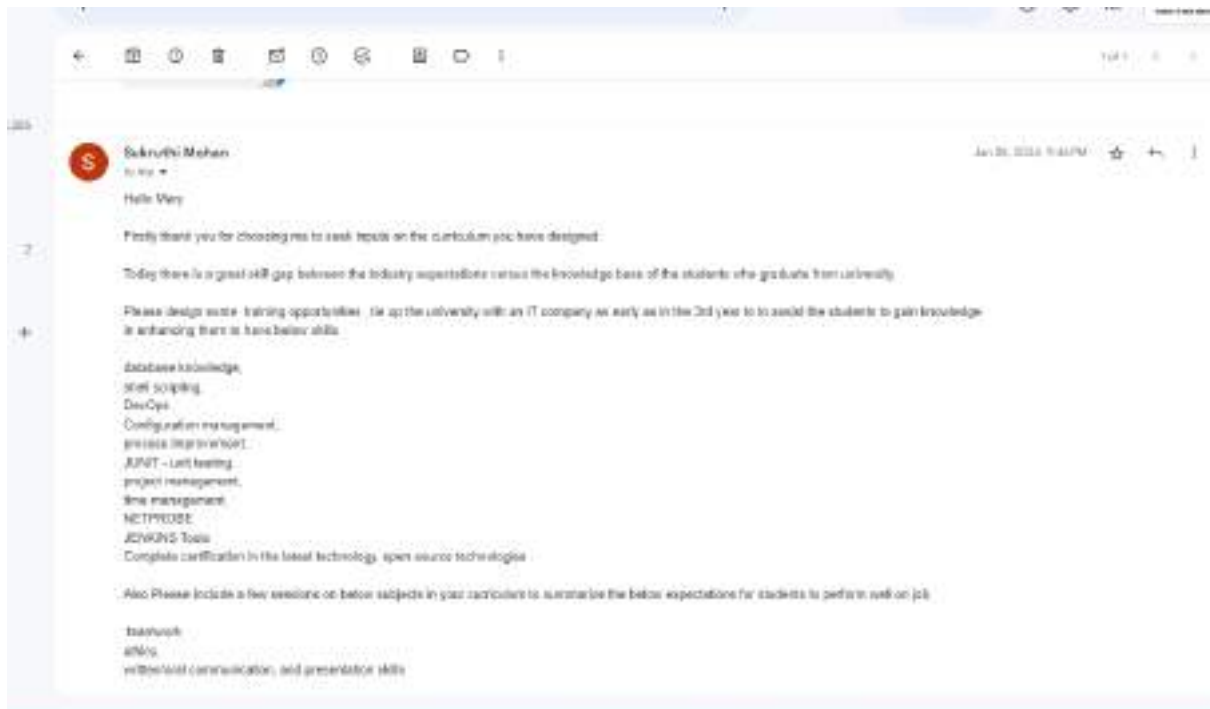 Sukruthi Mohan
to me
Hello Mary
Firstly thank you for choosing me to seek inputs on the curriculum you have designed
Today there is a great skill gap between the industry expectations versus the knowledge base of the students who graduate from university.
Please design some training opportunities , tie up the university with an IT company as early as in the 3rd year to to assist the students to gain knowledge
in enhancing them to have below skills
database knowledge,
shell scripting,
DevOps
Configuration management,
process improvement,
JUNIT - unit testing
project management,
time management
NETPROBE
JENKINS Tools
Complete certification in the latest technology, open source technologies
Also Please include a few sessions on below subjects in your curriculum to summarize the below expectations for students to perform well on job
teamwork
ethics,
written/oral communication, and presentation skills